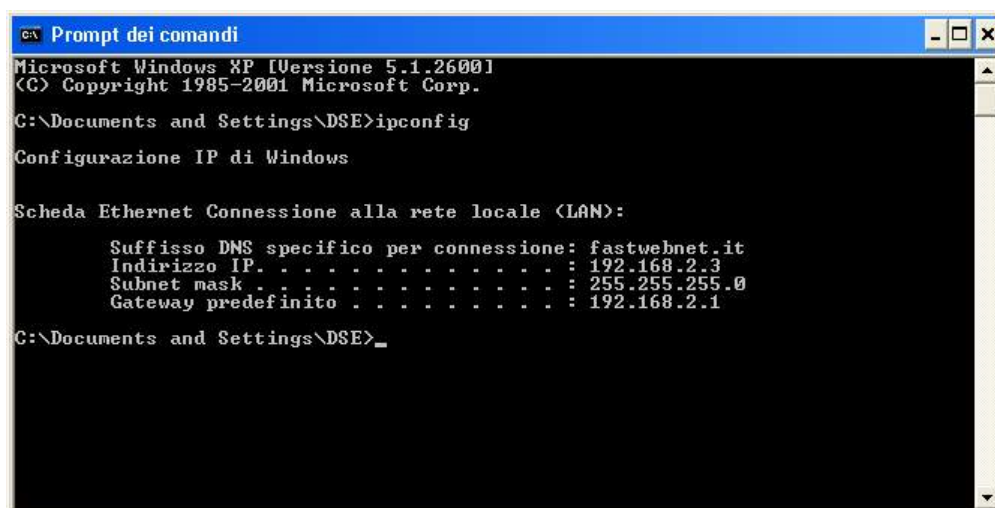 Prompt dei comandi
Microsoft Windows XP [Versione 5.1.2600]
(C) Copyright 1985-2001 Microsoft Corp.
C:\Documents and Settings\DSE>ipconfig
Configurazione IP di Windows
Scheda Ethernet Connessione alla rete locale (LAN):
Suffisso DNS specifico per connessione: fastwebnet.it
Indirizzo IP. . . . . . . . . . . . . : 192.168.2.3
Subnet mask . . . . . . . . . . . . . : 255.255.255.0
Gateway predefinito . . . . . . . . . : 192.168.2.1
C:\Documents and Settings\DSE>_